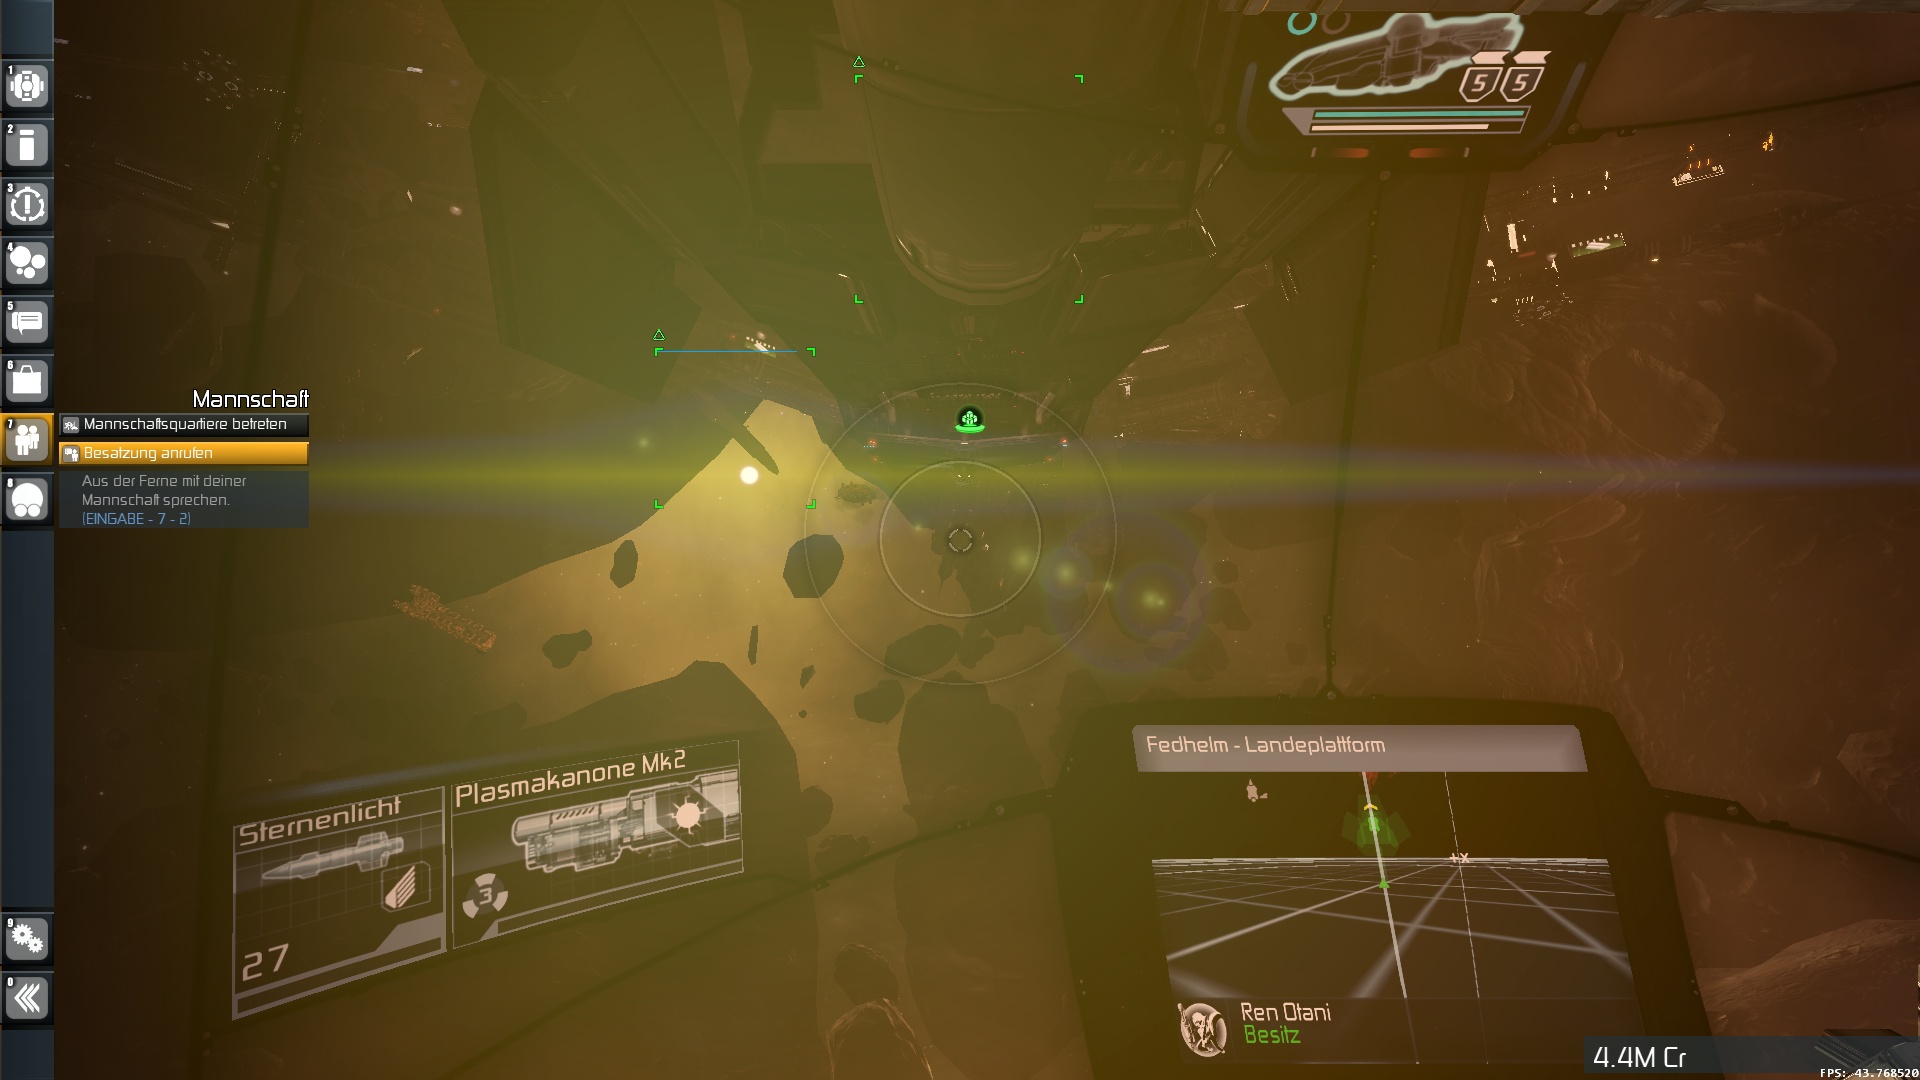 1
2
3
4
5
6
7
8
9
0
Mannschaft
Mannschaftsquartiere betreten
Besatzung anrufen
Aus der Ferne mit deiner
Mannschaft sprechen.
(EINGABE - 7 - 2)
5 5
Sternenlicht
27
Plasmakanone Mk2
3
Fedhelm - Landeplattform
+X
Ren Otani
Besitz
4.4M Cr
FPS: 43.768520